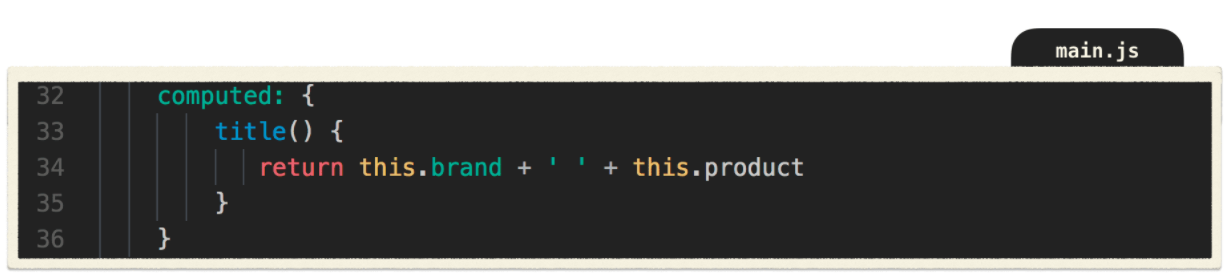 main.js
32 computed: {
33 title() {
34 return this.brand + ' ' + this.product
35 }
36 }